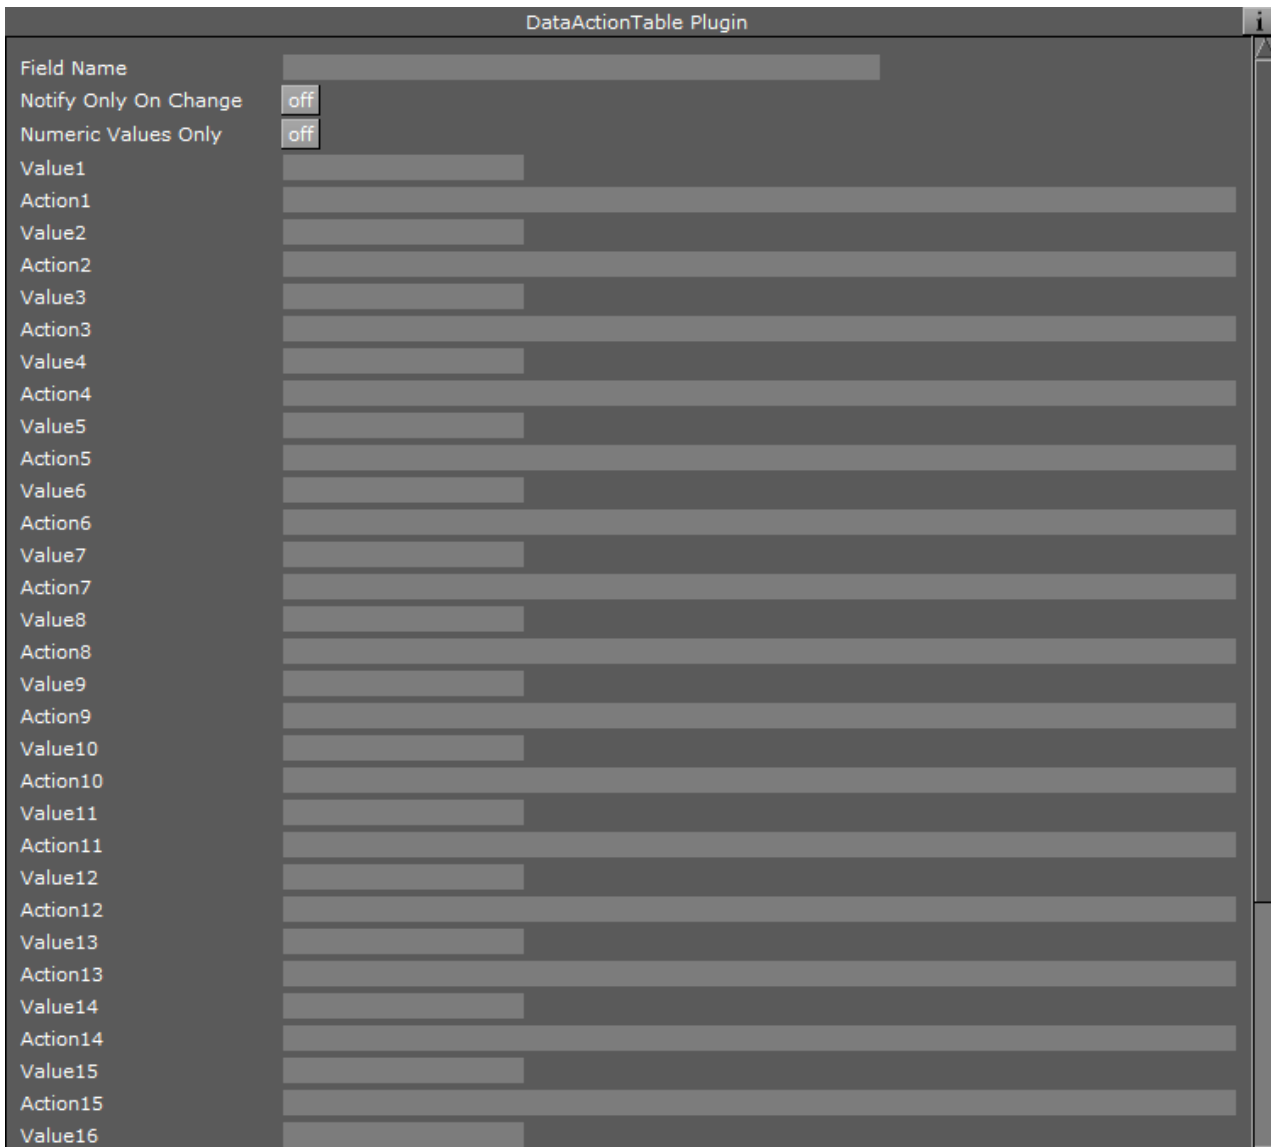 DataActionTable Plugin
i
Field Name
Notify Only On Change off
Numeric Values Only off
Value1
Action1
Value2
Action2
Value3
Action3
Value4
Action4
Value5
Action5
Value6
Action6
Value7
Action7
Value8
Action8
Value9
Action9
Value10
Action10
Value11
Action11
Value12
Action12
Value13
Action13
Value14
Action14
Value15
Action15
Value16